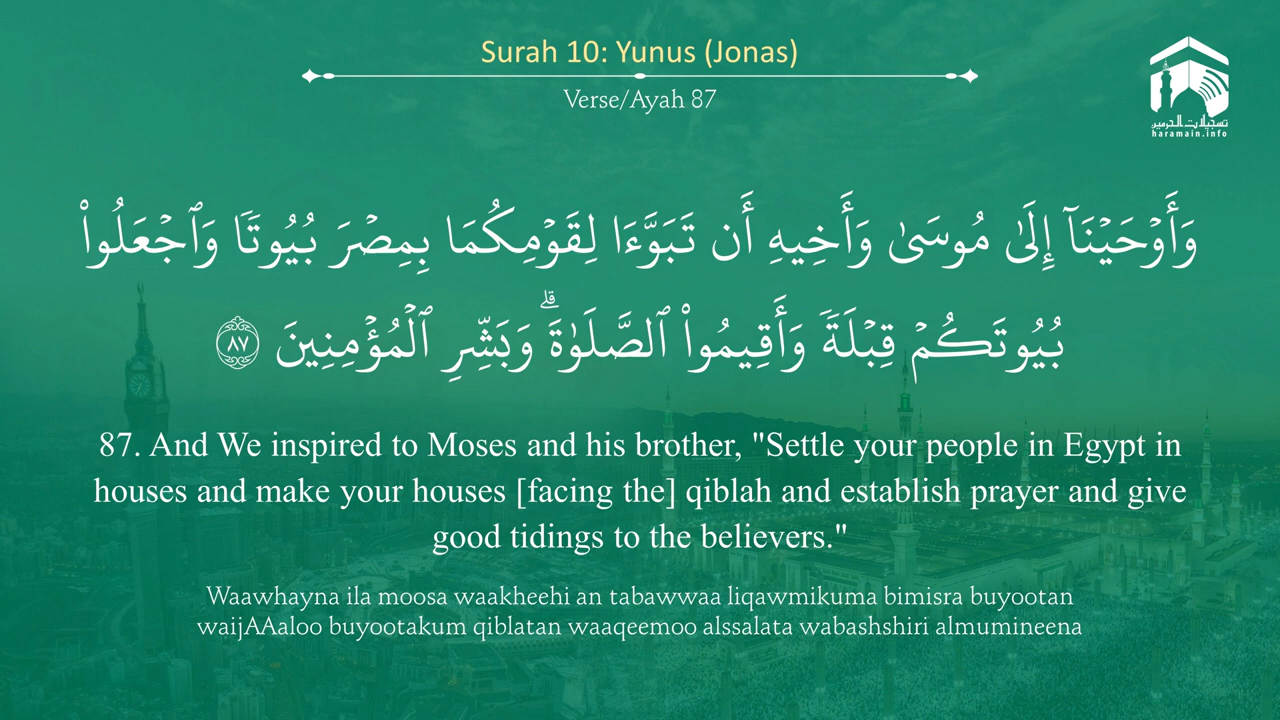 Surah 10: Yunus (Jonas)
Verse/Ayah 87
تسجيلات الحرمين
haramain.info
وَأَوْحَيْنَآ إِلَىٰ مُوسَىٰ وَأَخِيهِ أَن تَبَوَّءَا لِقَوْمِكُمَا بِمِصْرَ بُيُوتًا وَٱجْعَلُوا۟
بُيُوتَكُمْ قِبْلَةً وَأَقِيمُوا۟ ٱلصَّلَوٰةَ ۗ وَبَشِّرِ ٱلْمُؤْمِنِينَ ٨٧
87. And We inspired to Moses and his brother, "Settle your people in Egypt in
houses and make your houses [facing the] qiblah and establish prayer and give
good tidings to the believers."
Waawhayna ila moosa waakheehi an tabawwaa liqawmikuma bimisra buyootan
waijAAaloo buyootakum qiblatan waaqeemoo alssalata wabashshiri almumineena